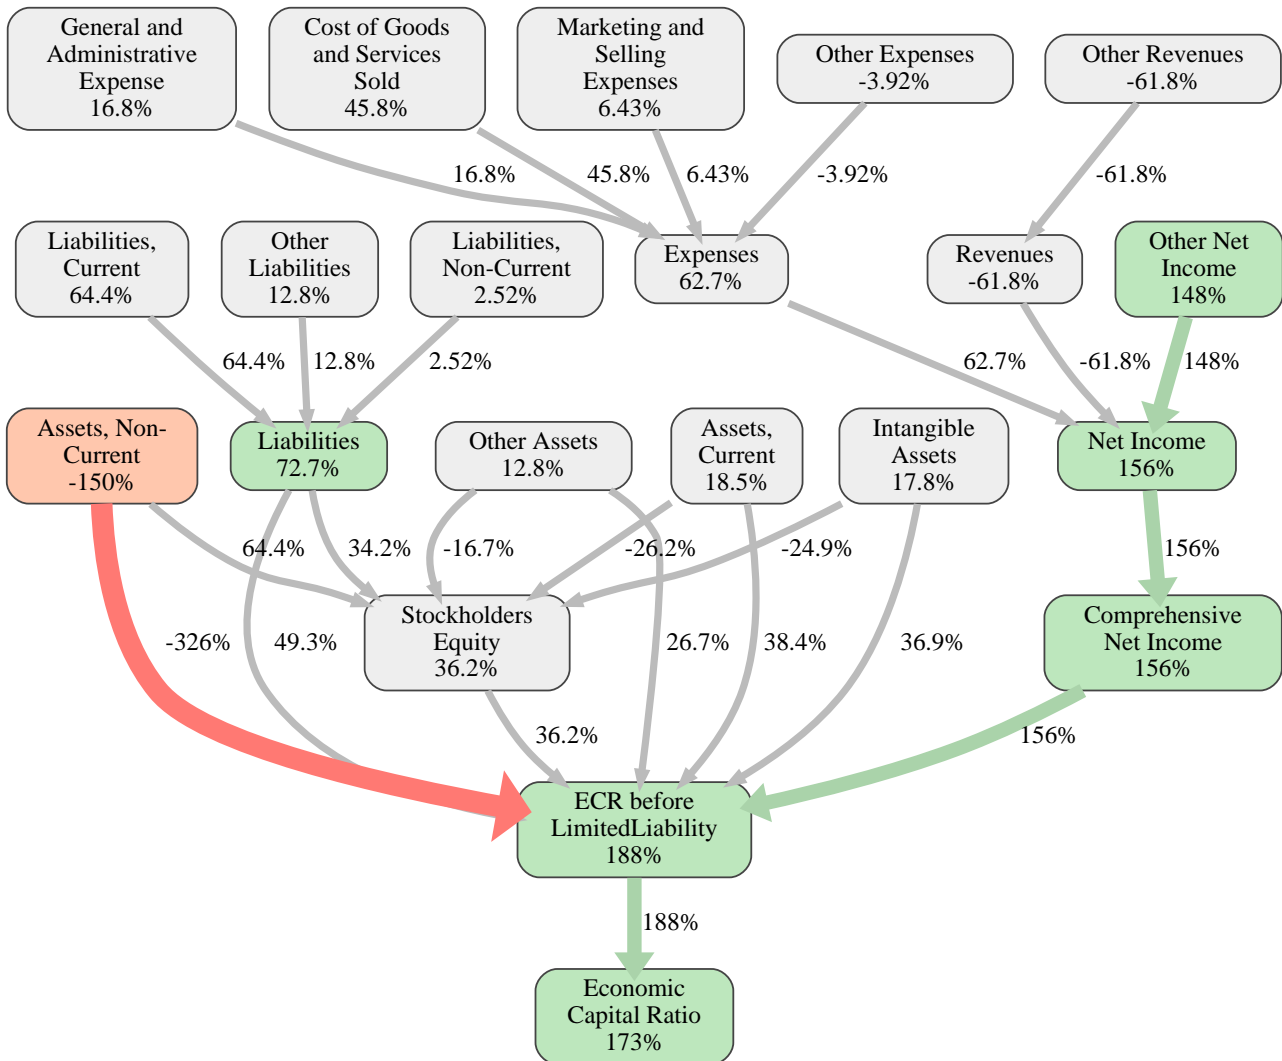 General and
Administrative
Expense
16.8%
Cost of Goods
and Services
Sold
45.8%
Marketing and
Selling
Expenses
6.43%
Other Expenses
-3.92%
Other Revenues
-61.8%
16.8%
45.8%
6.43%
-3.92%
-61.8%
Liabilities,
Current
64.4%
Other
Liabilities
12.8%
Liabilities,
Non-Current
2.52%
Expenses
62.7%
Revenues
-61.8%
Other Net
Income
148%
64.4%
12.8%
2.52%
62.7%
-61.8%
148%
Assets, Non-
Current
-150%
Liabilities
72.7%
Other Assets
12.8%
Assets,
Current
18.5%
Intangible
Assets
17.8%
Net Income
156%
64.4%
34.2%
-16.7%
-26.2%
-24.9%
156%
Stockholders
Equity
36.2%
Comprehensive
Net Income
156%
-326%
49.3%
26.7%
38.4%
36.9%
36.2%
156%
ECR before
LimitedLiability
188%
188%
Economic
Capital Ratio
173%